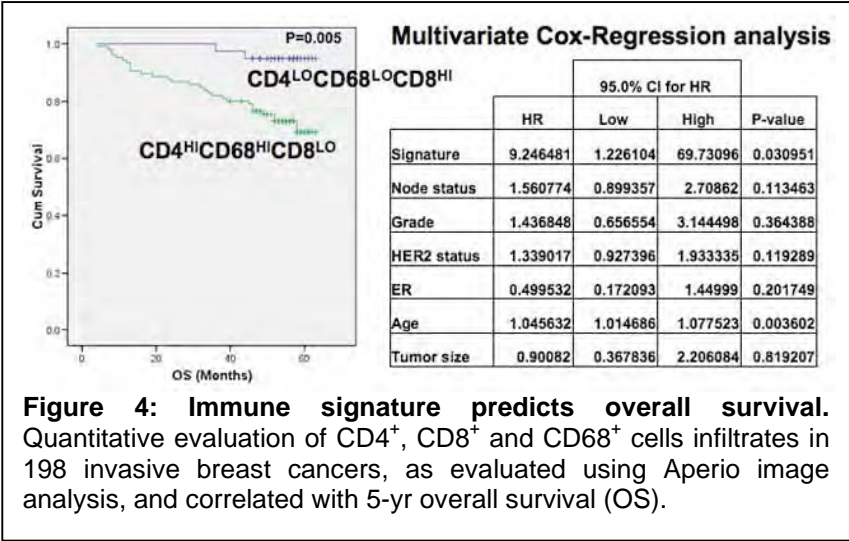 P=0.005
CD4LOCD68LOCD8HI
CD4HICD68HICD8LO
1.0
0.8
0.6
0.4
0.2
0.0
Cum Survival
0 20 40 60
OS (Months)
Multivariate Cox-Regression analysis
95.0% CI for HR
HR Low High P-value
Signature 9.246481 1.226104 69.73096 0.030951
Node status 1.560774 0.899357 2.70862 0.113463
Grade 1.436848 0.656554 3.144498 0.364388
HER2 status 1.339017 0.927396 1.933335 0.119289
ER 0.499532 0.172093 1.44999 0.201749
Age 1.045632 1.014686 1.077523 0.003602
Tumor size 0.90082 0.367836 2.206084 0.819207
Figure 4: Immune signature predicts overall survival.
Quantitative evaluation of CD4+, CD8+ and CD68+ cells infiltrates in
198 invasive breast cancers, as evaluated using Aperio image
analysis, and correlated with 5-yr overall survival (OS).